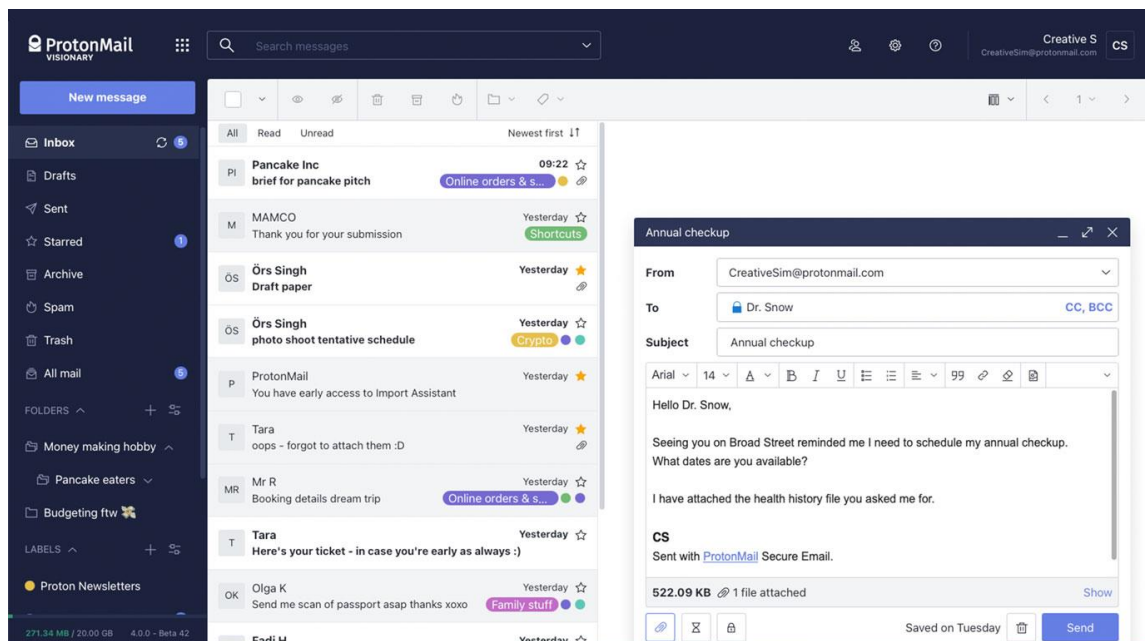 ProtonMail
VISIONARY
Search messages
Creative S
CreativeSim@protonmail.com
CS
New message
Inbox
5
Drafts
Sent
Starred
1
Archive
Spam
Trash
All mail
5
FOLDERS
Money making hobby
Pancake eaters
Budgeting ftw
LABELS
Proton Newsletters
271.34 MB / 20.00 GB 4.0.0 - Beta 42
1
All Read Unread Newest first
PI
Pancake Inc 09:22
brief for pancake pitch Online orders & s...
M
MAMCO Yesterday
Thank you for your submission Shortcuts
ÖS
Örs Singh Yesterday
Draft paper
ÖS
Örs Singh Yesterday
photo shoot tentative schedule Crypto
P
ProtonMail Yesterday
You have early access to Import Assistant
T
Tara Yesterday
oops - forgot to attach them :D
MR
Mr R Yesterday
Booking details dream trip Online orders & s...
T
Tara Yesterday
Here's your ticket - in case you're early as always :)
OK
Olga K Yesterday
Send me scan of passport asap thanks xoxo Family stuff
Fadi H Yesterday
Annual checkup
From CreativeSim@protonmail.com
To Dr. Snow CC, BCC
Subject Annual checkup
Arial 14 A B I U
Hello Dr. Snow,
Seeing you on Broad Street reminded me I need to schedule my annual checkup.
What dates are you available?
I have attached the health history file you asked me for.
CS
Sent with ProtonMail Secure Email.
522.09 KB 1 file attached Show
Saved on Tuesday Send